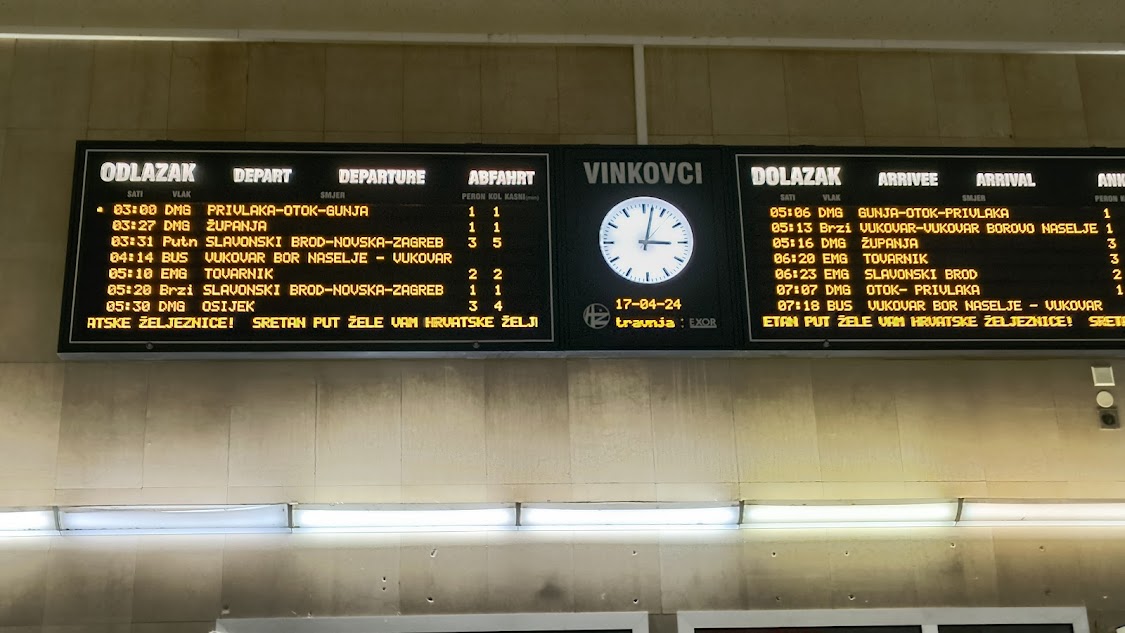 ODLAZAK DEPART DEPARTURE ABFAHRT
SATI VLAK SMJER PERON KOL KASNI(min)
03:00 DMG PRIVLAKA-OTOK-GUNJA 1 1
03:27 DMG ŽUPANJA 1 1
03:31 Putn SLAVONSKI BROD-NOVSKA-ZAGREB 3 5
04:14 BUS VUKOVAR BOR NASELJE - VUKOVAR
05:10 EMG TOVARNIK 2 2
05:20 Brzi SLAVONSKI BROD-NOVSKA-ZAGREB 1 1
05:30 DMG OSIJEK 3 4
ATSKE ŽELJEZNICE! SRETAN PUT ŽELE VAM HRVATSKE ŽELJ
VINKOVCI
17-04-24
travnja :
EXOR
DOLAZAK ARRIVEE ARRIVAL ANK
SATI VLAK SMJER PERON
05:06 DMG GUNJA-OTOK-PRIVLAKA 1
05:13 Brzi VUKOVAR-VUKOVAR BOROVO NASELJE 1
05:16 DMG ŽUPANJA 3
06:20 EMG TOVARNIK 3
06:23 EMG SLAVONSKI BROD 2
07:07 DMG OTOK- PRIVLAKA 1
07:18 BUS VUKOVAR BOR NASELJE - VUKOVAR
ETAN PUT ŽELE VAM HRVATSKE ŽELJEZNICE! SRET